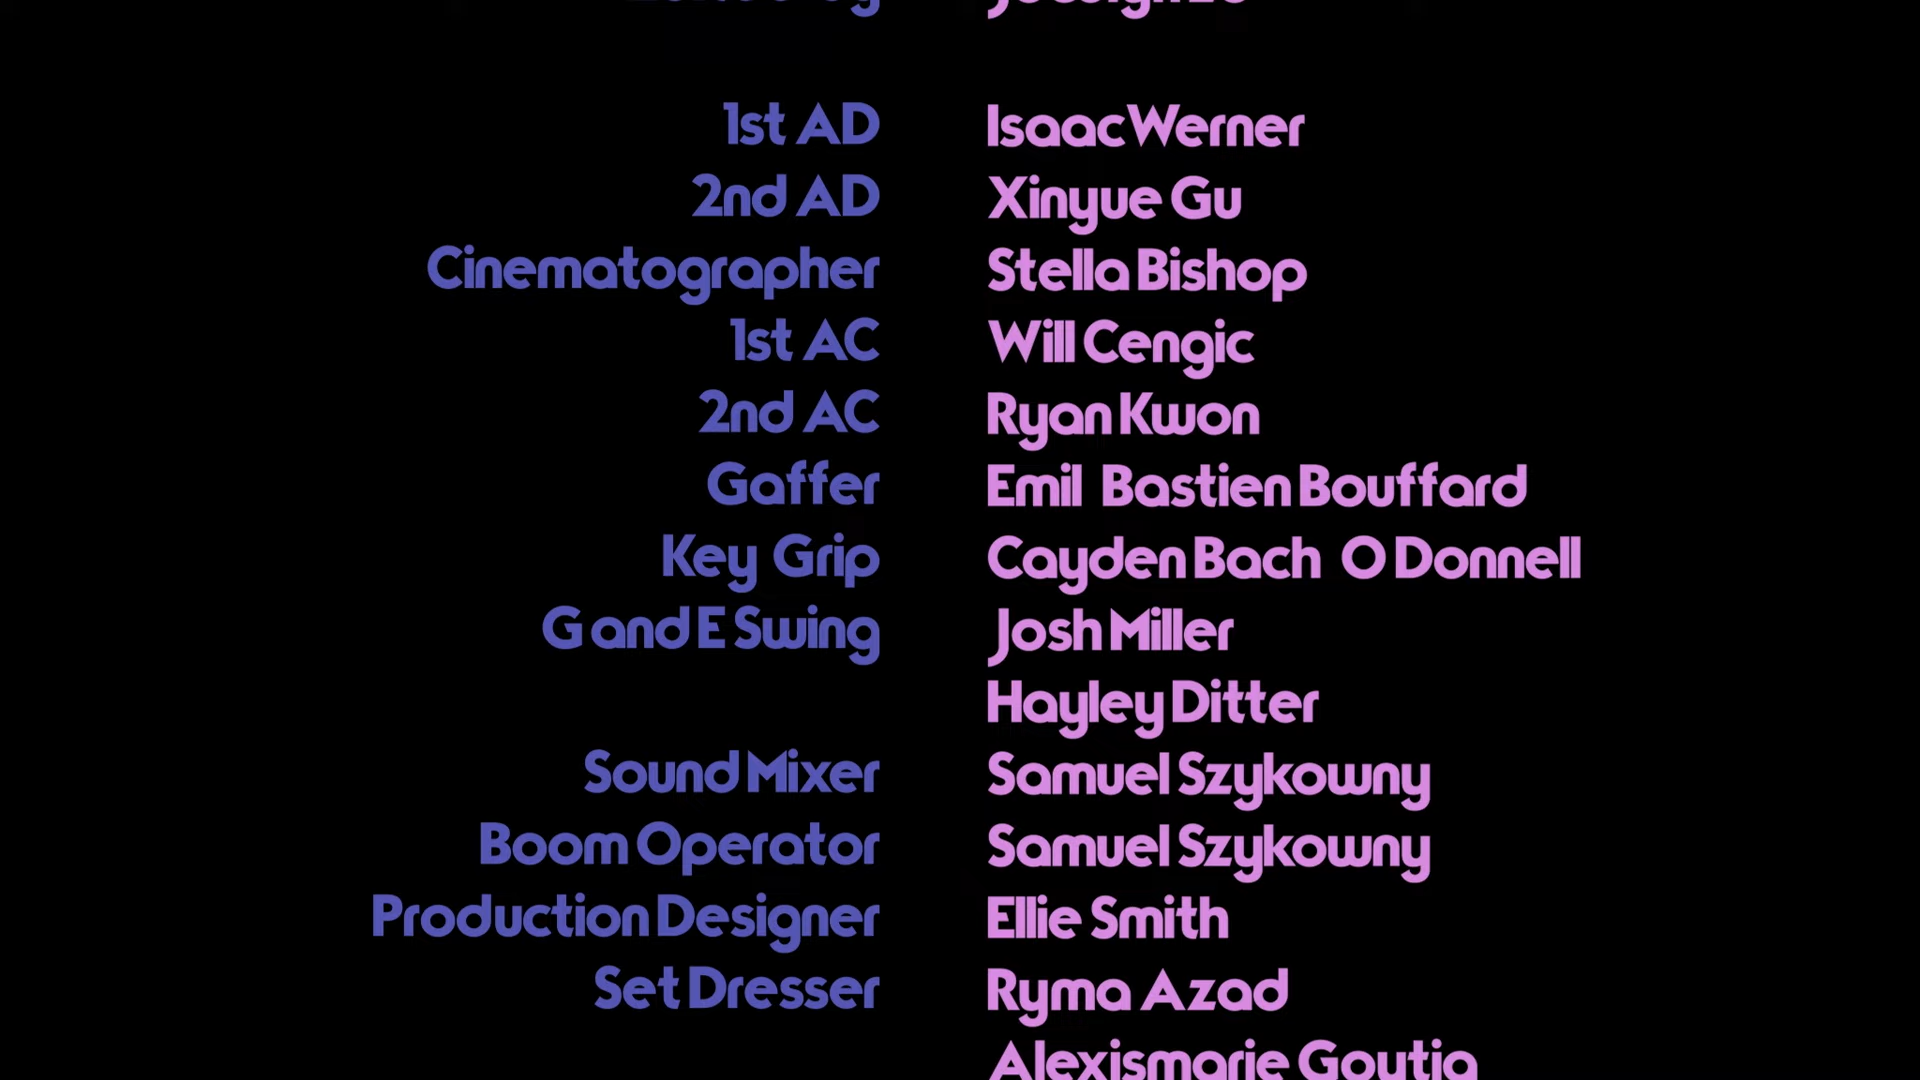 1st AD Isaac Werner
2nd AD Xinyue Gu
Cinematographer Stella Bishop
1st AC Will Cengic
2nd AC Ryan Kwon
Gaffer Emil Bastien Bouffard
Key Grip Cayden Bach O Donnell
G and E Swing Josh Miller
Hayley Ditter
Sound Mixer Samuel Szykowny
Boom Operator Samuel Szykowny
Production Designer Ellie Smith
Set Dresser Ryma Azad
Alexismarie Goutia